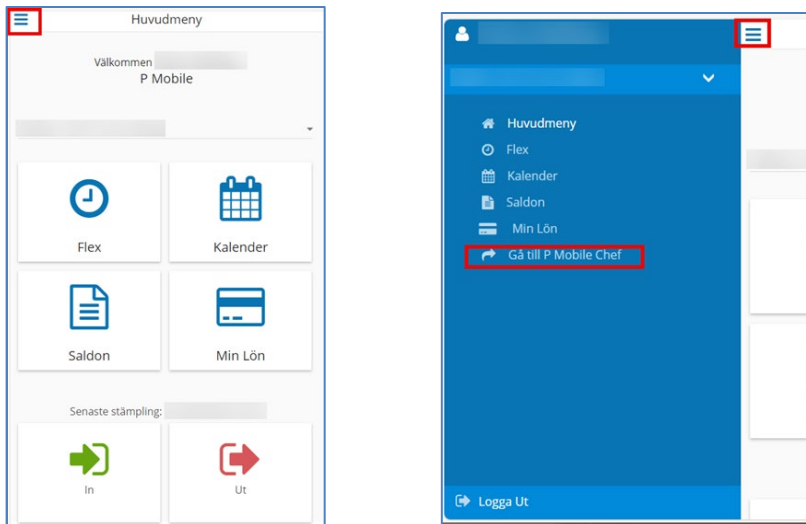 Huvudmeny
Välkommen
P Mobile
Flex
Kalender
Saldon
Min Lön
Senaste stämpling:
In
Ut
Huvudmeny
Flex
Kalender
Saldon
Min Lön
Gå till P Mobile Chef
Logga Ut